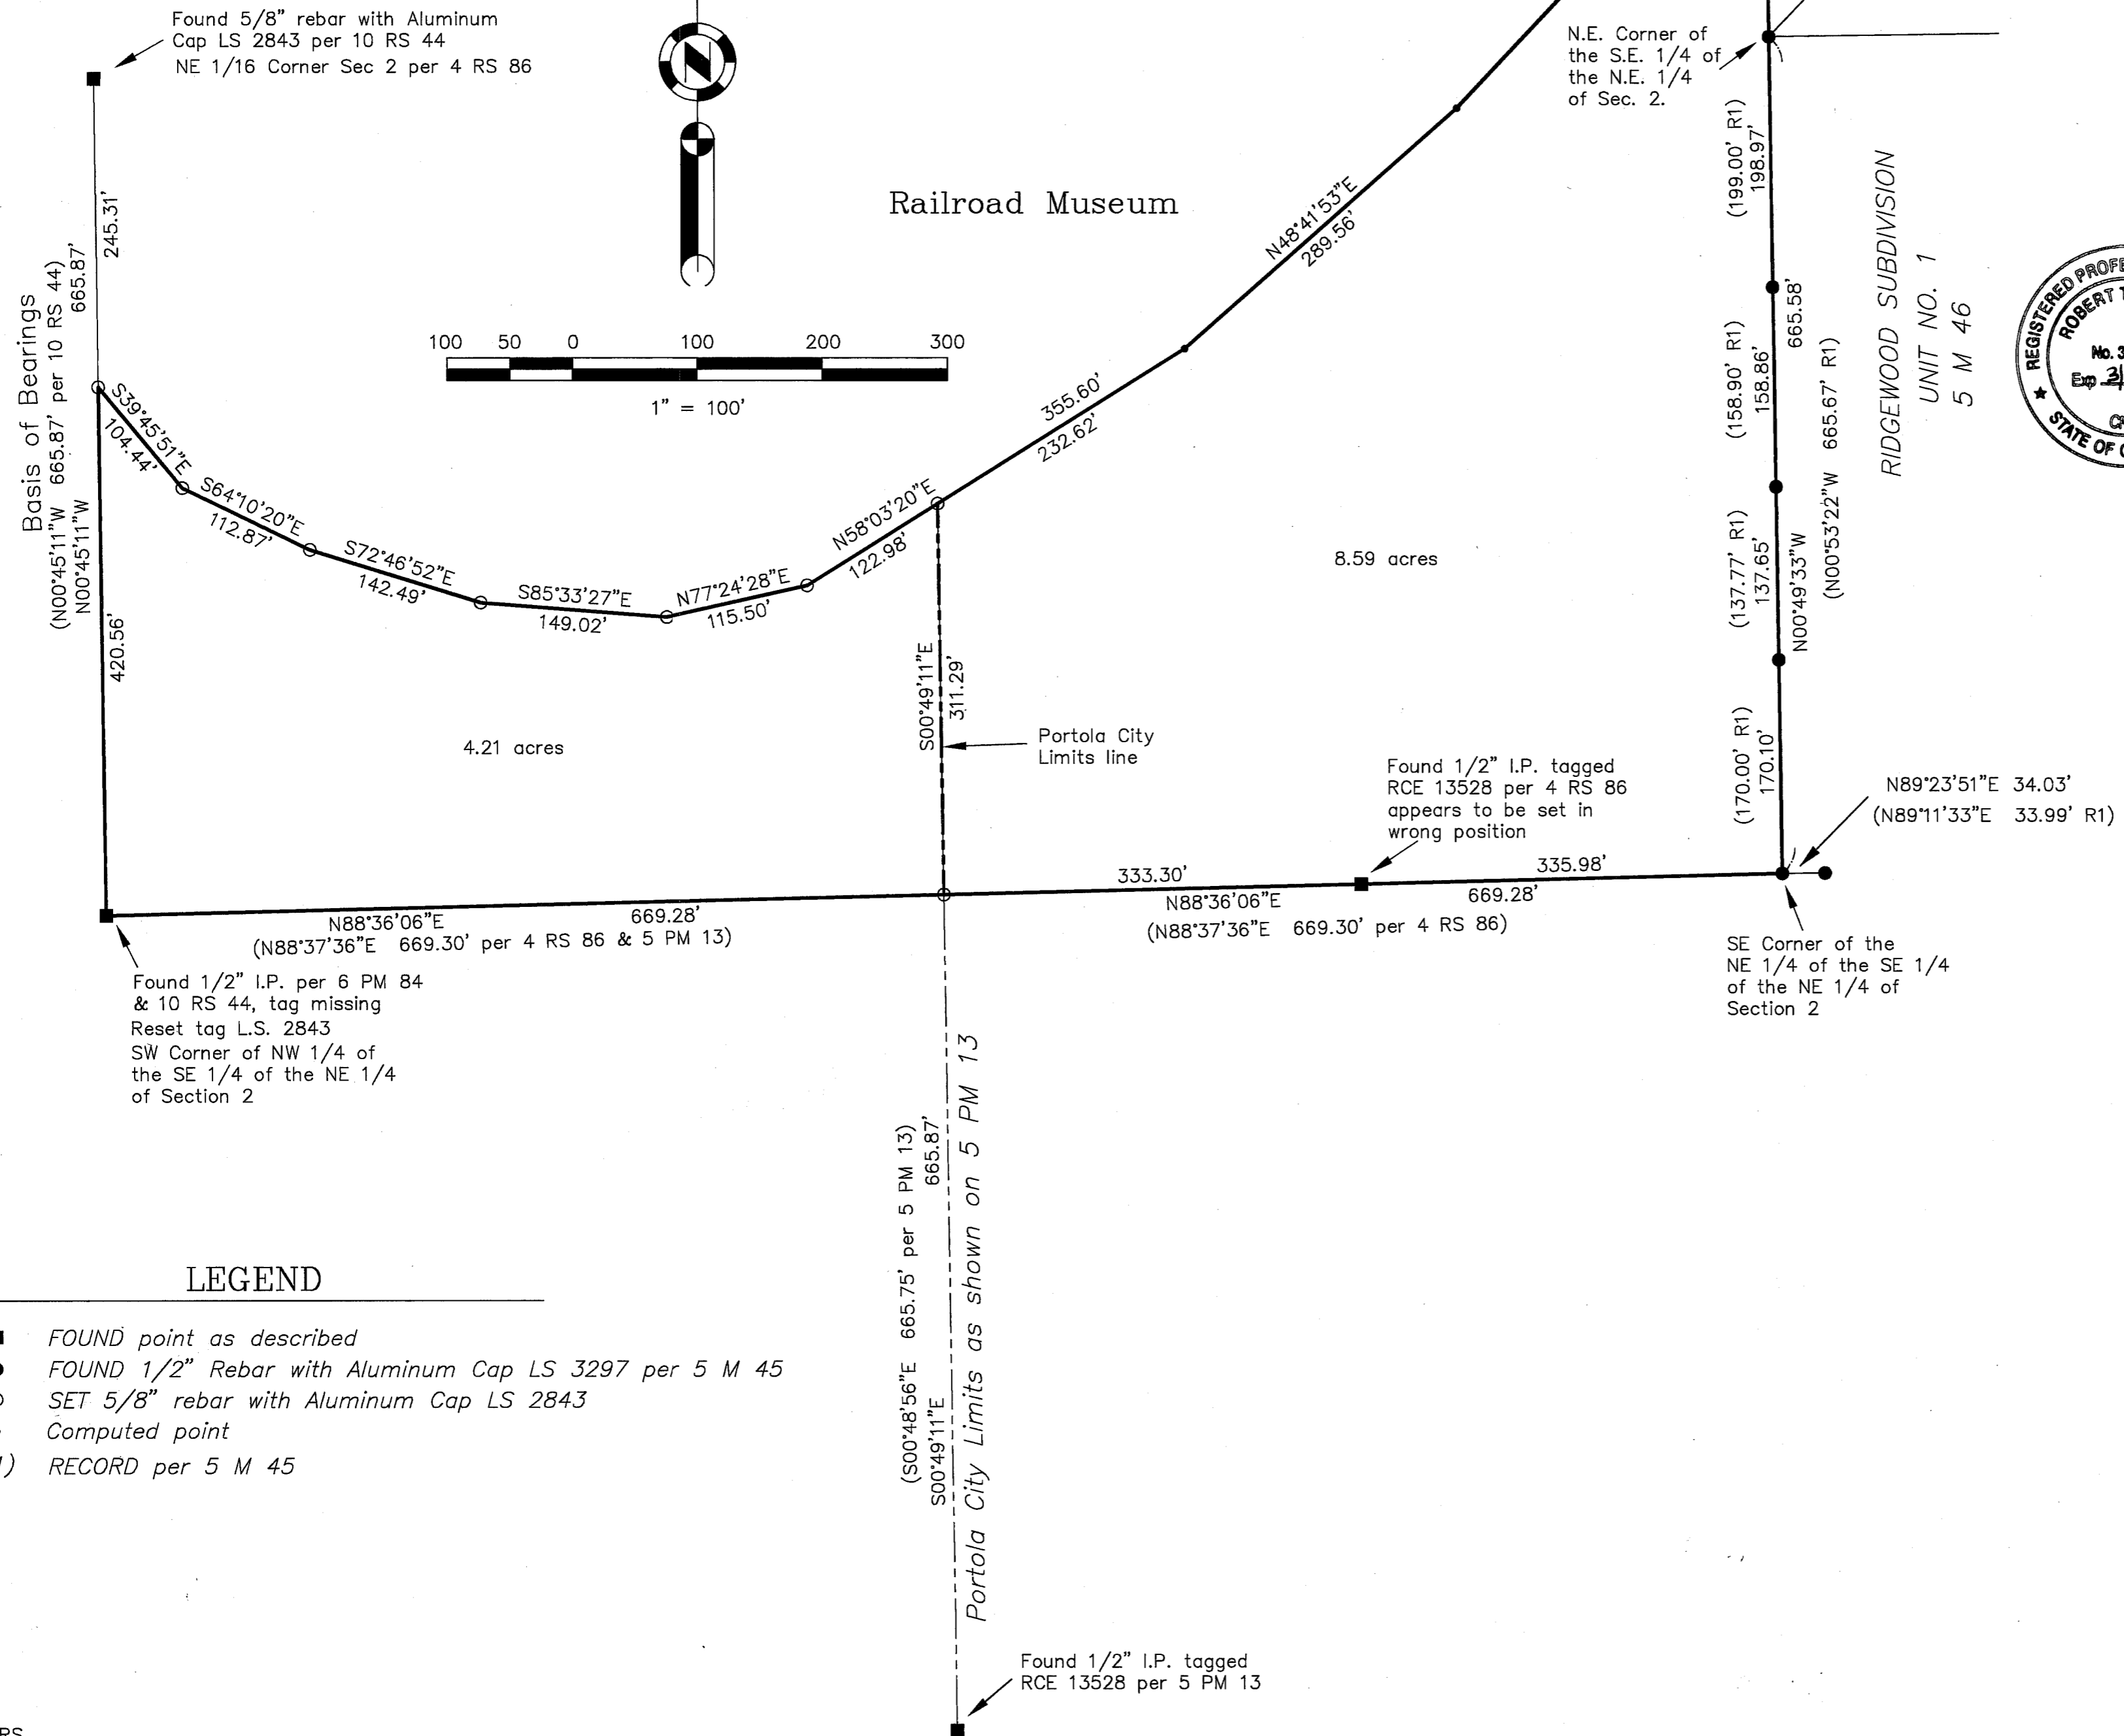 Found 5/8" rebar with Aluminum
Cap LS 2843 per 10 RS 44
NE 1/16 Corner Sec 2 per 4 RS 86
N
N.E. Corner of
the S.E. 1/4 of
the N.E. 1/4
of Sec. 2.
Railroad Museum
100 50 0 100 200 300
1" = 100'
Basis of Bearings
(N00°45'11"W 665.87' per 10 RS 44)
N00°45'11"W 665.87'
245.31'
420.56'
S39°45'51"E
104.44'
S64°10'20"E
112.87'
S72°46'52"E
142.49'
S85°33'27"E
149.02'
N77°24'28"E
115.50'
N58°03'20"E
122.98'
355.60'
232.62'
N48°41'53"E
289.56'
(199.00' R1)
198.97'
(158.90' R1)
158.86'
(137.77' R1)
137.65'
(170.00' R1)
170.10'
665.58'
N00°49'33"W
(N00°53'22"W 665.67' R1)
RIDGEWOOD SUBDIVISION
UNIT NO. 1
5 M 46
REGISTERED
ROBERT
No. 3
Exp 3
STATE OF
8.59 acres
4.21 acres
S00°49'11"E
311.29'
Portola City
Limits line
Found 1/2" I.P. tagged
RCE 13528 per 4 RS 86
appears to be set in
wrong position
N89°23'51"E 34.03'
(N89°11'33"E 33.99' R1)
333.30'
335.98'
N88°36'06"E 669.28'
(N88°37'36"E 669.30' per 4 RS 86)
N88°36'06"E 669.28'
(N88°37'36"E 669.30' per 4 RS 86 & 5 PM 13)
SE Corner of the
NE 1/4 of the SE 1/4
of the NE 1/4 of
Section 2
Found 1/2" I.P. per 6 PM 84
& 10 RS 44, tag missing
Reset tag L.S. 2843
SW Corner of NW 1/4 of
the SE 1/4 of the NE 1/4
of Section 2
(S00°48'56"E 665.75' per 5 PM 13)
S00°49'11"E 665.87'
Portola City Limits as shown on 5 PM 13
LEGEND
FOUND point as described
FOUND 1/2" Rebar with Aluminum Cap LS 3297 per 5 M 45
SET 5/8" rebar with Aluminum Cap LS 2843
Computed point
RECORD per 5 M 45
Found 1/2" I.P. tagged
RCE 13528 per 5 PM 13